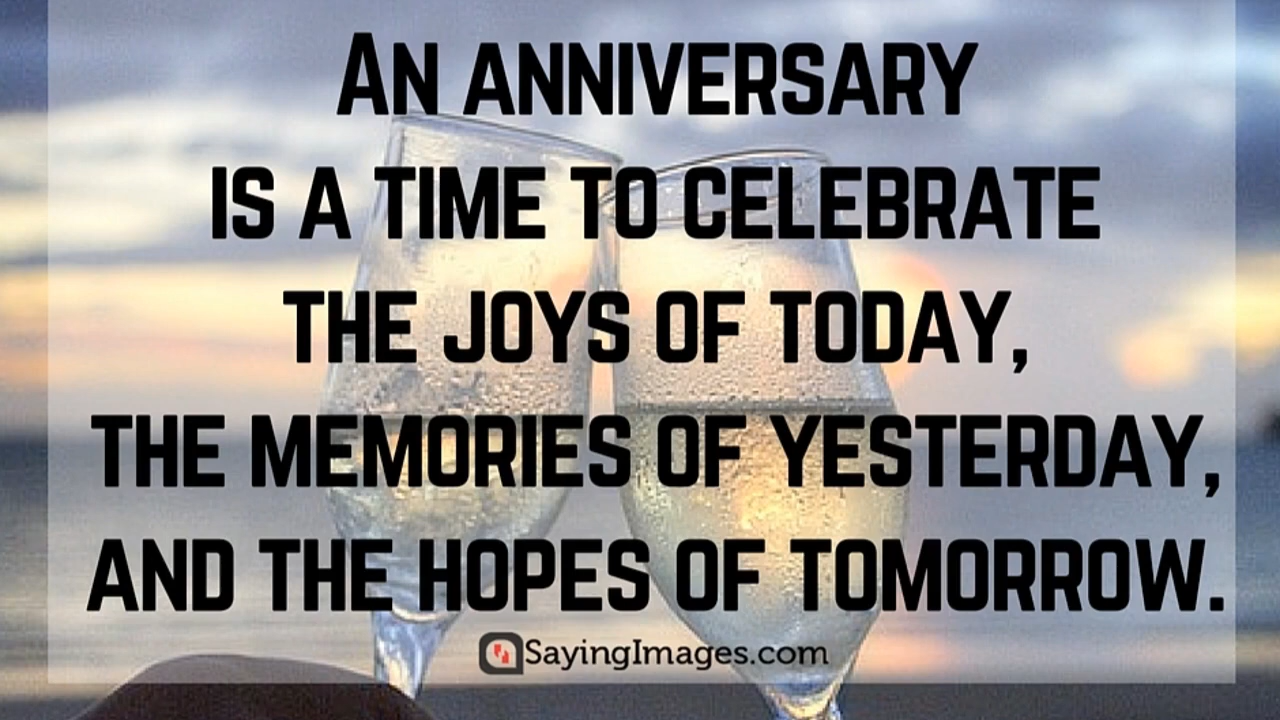 AN ANNIVERSARY
IS A TIME TO CELEBRATE
THE JOYS OF TODAY,
THE MEMORIES OF YESTERDAY,
AND THE HOPES OF TOMORROW.
SayingImages.com